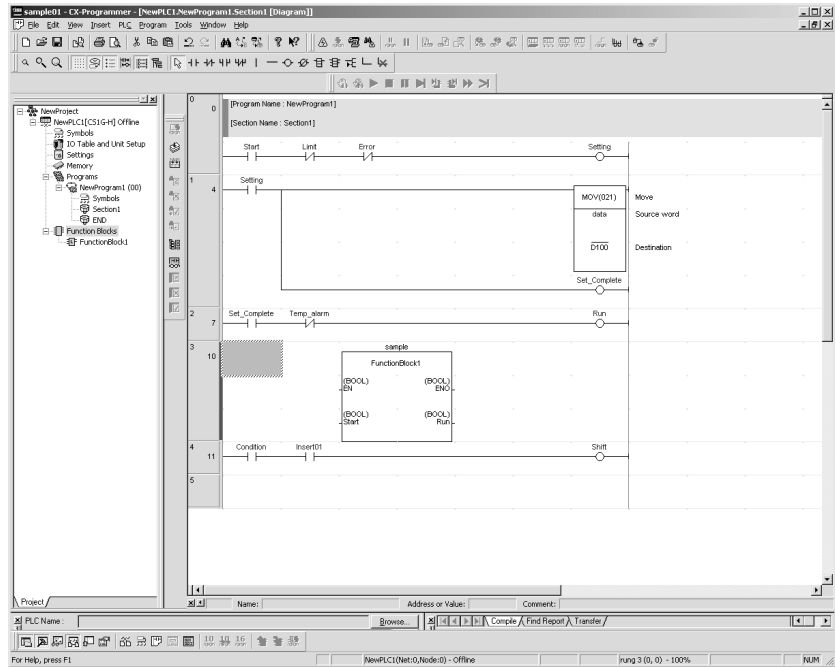 sample01 - CX-Programmer - [NewPLC1.NewProgram1.Section1 [Diagram]]
File Edit View Insert PLC Program Tools Window Help
NewProject
NewPLC1[CS1G-H] Offline
Symbols
IO Table and Unit Setup
Settings
Memory
Programs
NewProgram1 (00)
Symbols
Section1
END
Function Blocks
FunctionBlock1
Project
0
0
[Program Name : NewProgram1]
[Section Name : Section1]
Start Limit Error Setting
1
4
Setting
MOV(021) Move
data Source word
D100 Destination
Set_Complete
2
7
Set_Complete Temp_alarm Run
3
10
sample
FunctionBlock1
(BOOL) (BOOL)
EN ENO
(BOOL) (BOOL)
Start Run
4
11
Condition Insert01 Shift
5
Name: Address or Value: Comment:
PLC Name : Browse... Compile Find Report Transfer
10 10 16
For Help, press F1 NewPLC1(Net:0,Node:0) - Offline rung 3 (0, 0) - 100% NUM